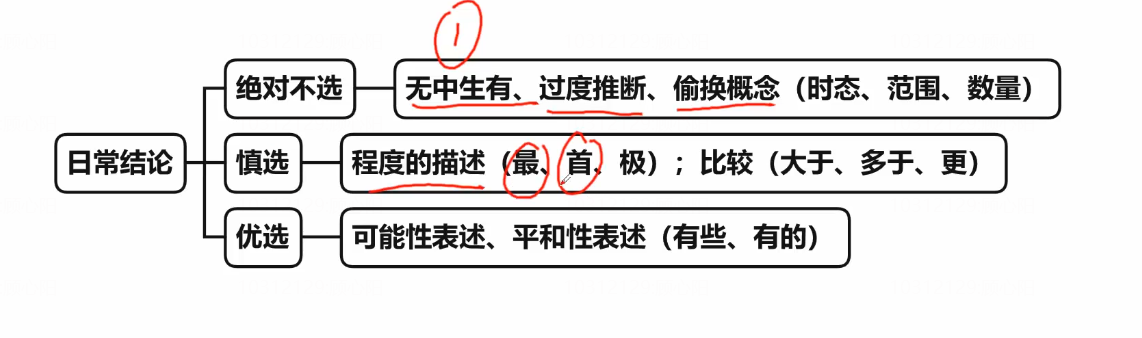 1
绝对不选 无中生有、过度推断、偷换概念（时态、范围、数量）
日常结论 慎选 程度的描述（最、首、极）；比较（大于、多于、更）
优选 可能性表述、平和性表述（有些、有的）